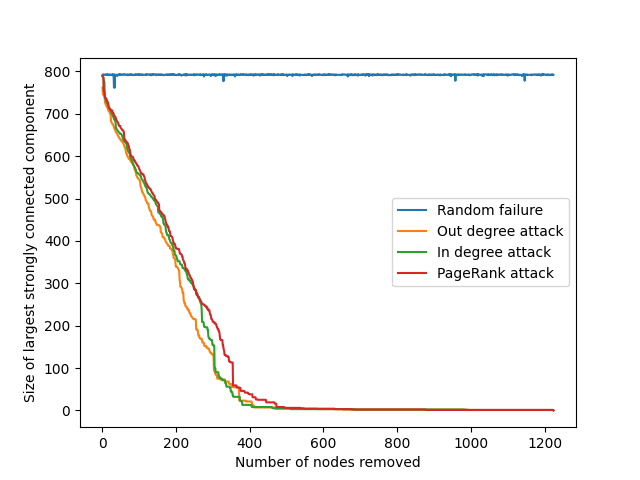 800
700
600
500
400
300
200
100
0
Size of largest strongly connected component
Random failure
Out degree attack
In degree attack
PageRank attack
0 200 400 600 800 1000 1200
Number of nodes removed